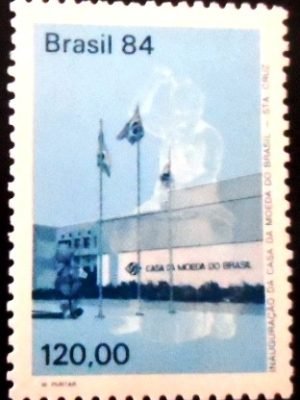 Brasil 84
INAUGURAÇÃO DA CASA DA MOEDA DO BRASIL - STA. CRUZ
CASA DA MOEDA DO BRASIL
120,00